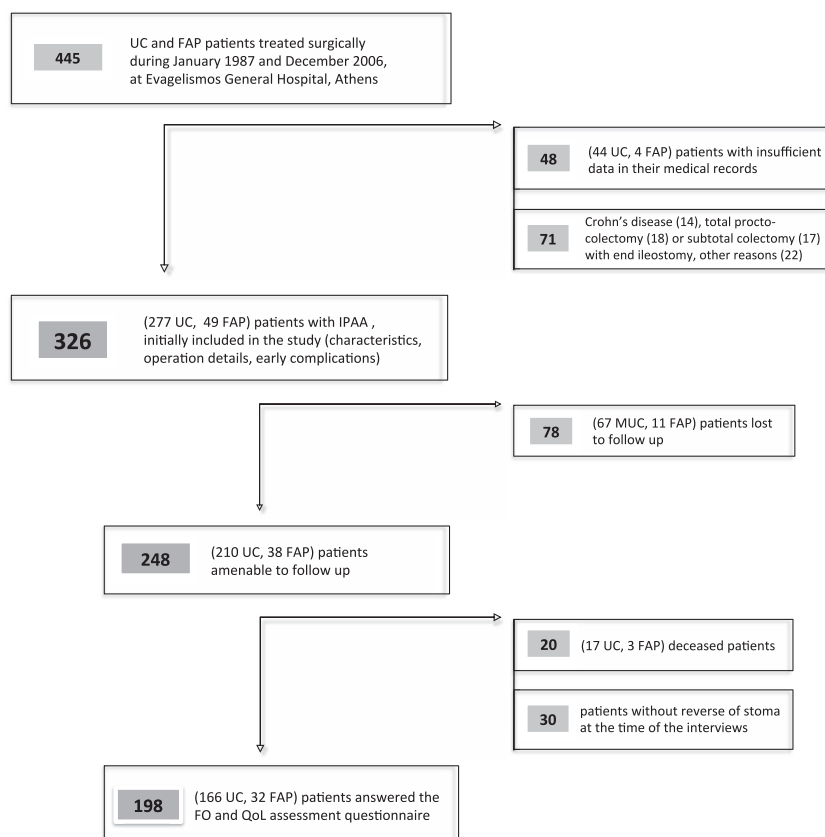 445
UC and FAP patients treated surgically
during January 1987 and December 2006,
at Evagelismos General Hospital, Athens
48
(44 UC, 4 FAP) patients with insufficient
data in their medical records
71
Crohn's disease (14), total procto-
colectomy (18) or subtotal colectomy (17)
with end ileostomy, other reasons (22)
326
(277 UC, 49 FAP) patients with IPAA ,
initially included in the study (characteristics,
operation details, early complications)
78
(67 MUC, 11 FAP) patients lost
to follow up
248
(210 UC, 38 FAP) patients
amenable to follow up
20
(17 UC, 3 FAP) deceased patients
30
patients without reverse of stoma
at the time of the interviews
198
(166 UC, 32 FAP) patients answered the
FO and QoL assessment questionnaire